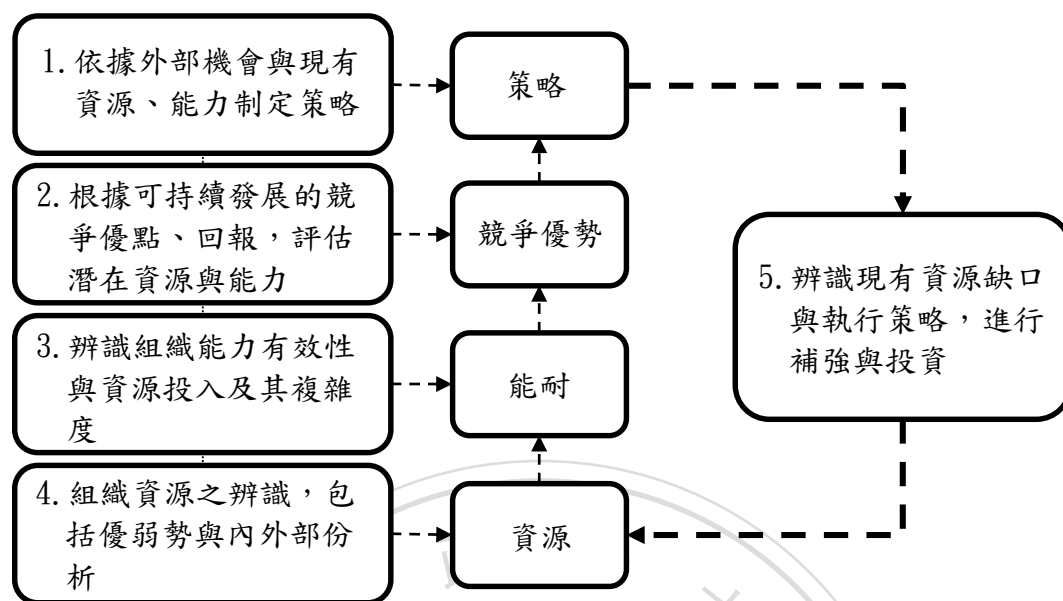 1. 依據外部機會與現有
資源、能力制定策略
策略
2. 根據可持續發展的競
爭優點、回報，評估
潛在資源與能力
競爭優勢
3. 辨識組織能力有效性
與資源投入及其複雜
度
能耐
4. 組織資源之辨識，包
括優弱勢與內外部份
析
資源
5. 辨識現有資源缺口
與執行策略，進行
補強與投資